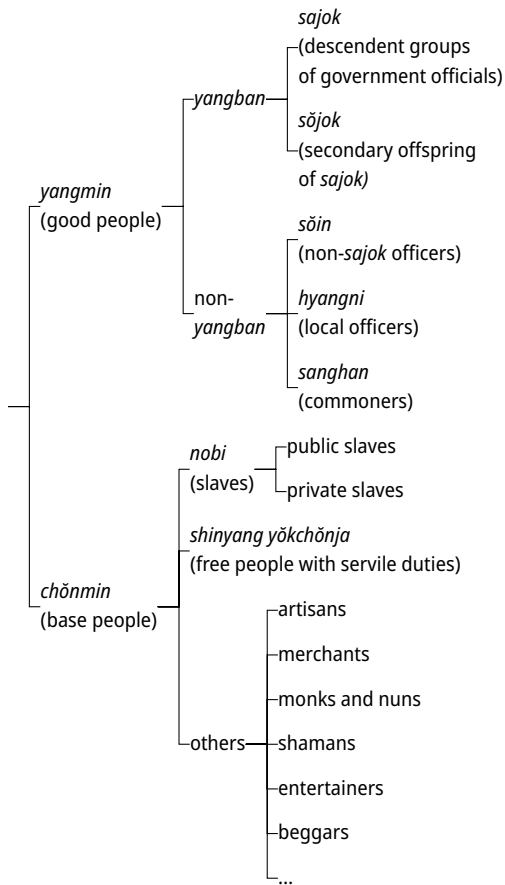 sajok
(descendent groups
of government officials)
yangban
sŏjok
(secondary offspring
of sajok)
yangmin
(good people)
sŏin
(non-sajok officers)
non-
yangban
hyangni
(local officers)
sanghan
(commoners)
nobi
(slaves)
public slaves
private slaves
shinyang yŏkchŏnja
(free people with servile duties)
chŏnmin
(base people)
artisans
merchants
monks and nuns
others
shamans
entertainers
beggars
...